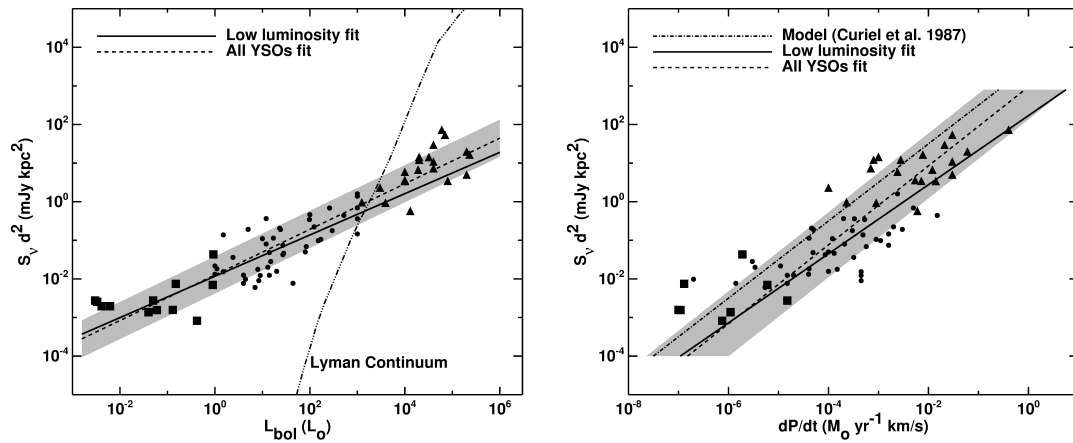 10^4
10^2
10^0
10^-2
10^-4
S_ν d^2 (mJy kpc^2)
Low luminosity fit
All YSOs fit
Lyman Continuum
10^-2 10^0 10^2 10^4 10^6
L_bol (L_o)
10^4
10^2
10^0
10^-2
10^-4
S_ν d^2 (mJy kpc^2)
Model (Curiel et al. 1987)
Low luminosity fit
All YSOs fit
10^-8 10^-6 10^-4 10^-2 10^0
dP/dt (M_o yr^-1 km/s)